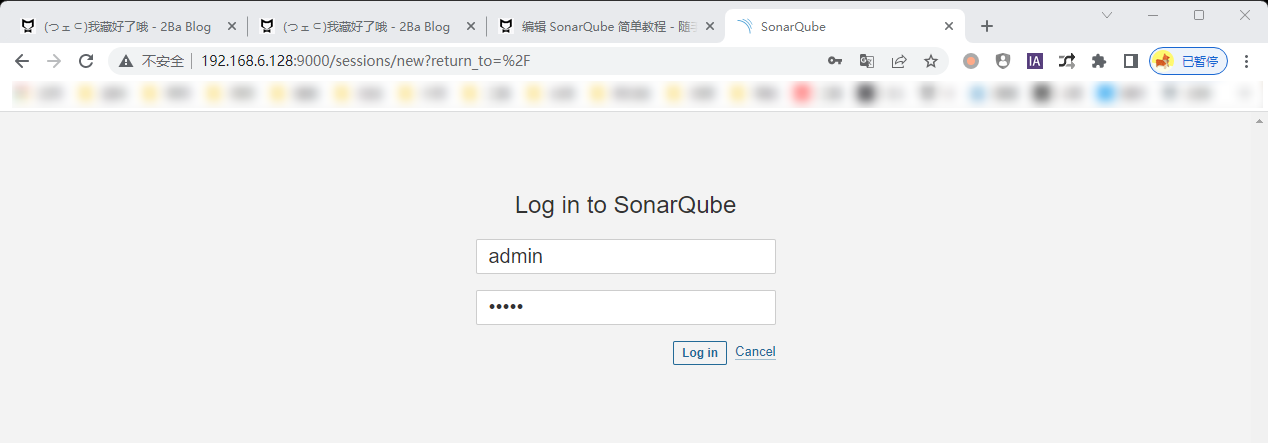 (つェ⊂)我藏好了哦 - 2Ba Blog
(つェ⊂)我藏好了哦 - 2Ba Blog
编辑 SonarQube 简单教程 - 随
SonarQube
不安全
192.168.6.128:9000/sessions/new?return_to=%2F
IA
已暂停
Log in to SonarQube
admin
•••••
Log in
Cancel